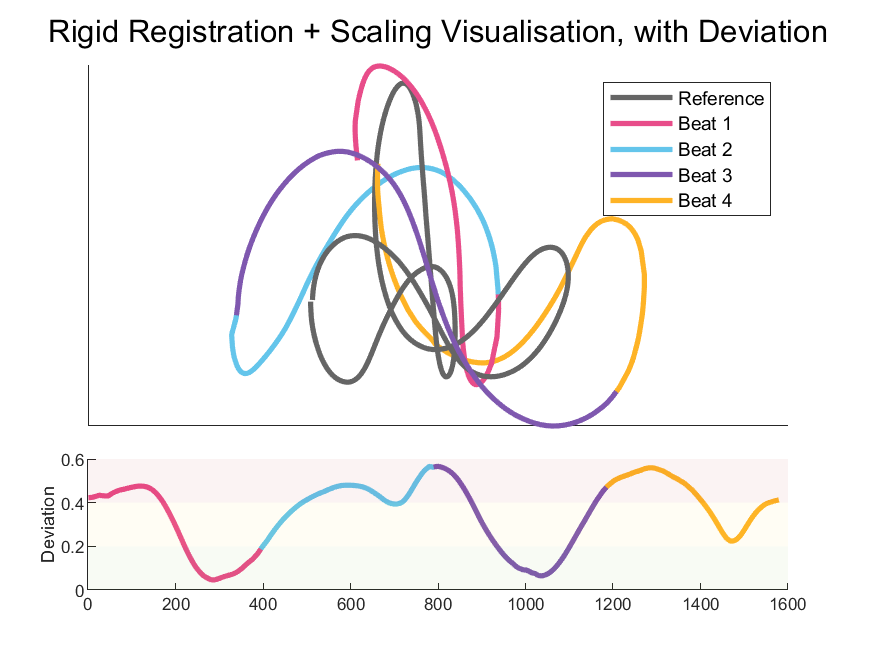 Rigid Registration + Scaling Visualisation, with Deviation
Reference
Beat 1
Beat 2
Beat 3
Beat 4
Deviation
0.6
0.4
0.2
0
0 200 400 600 800 1000 1200 1400 1600